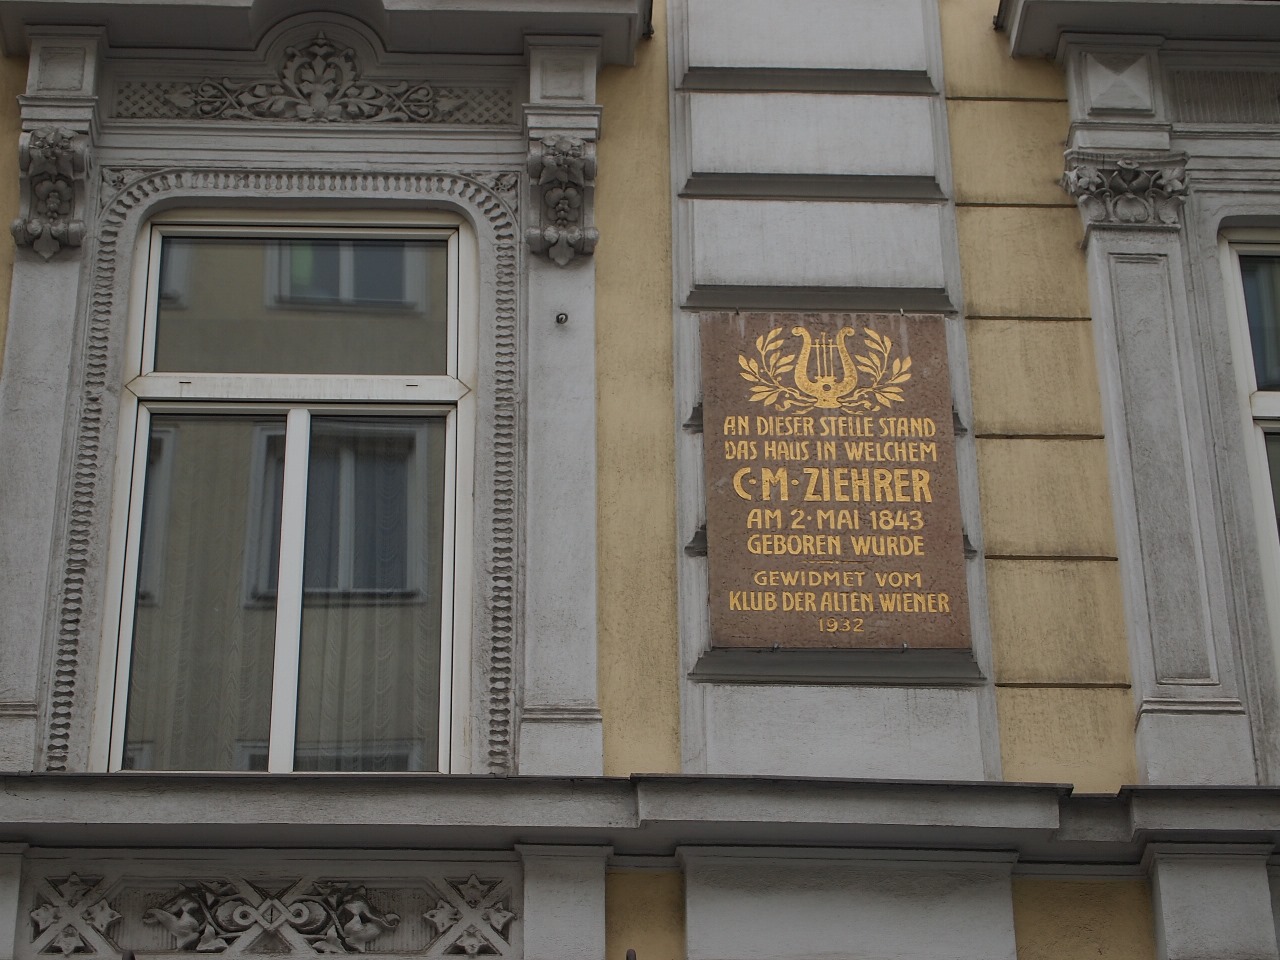 AN DIESER STELLE STAND
DAS HAUS IN WELCHEM
C·M·ZIEHRER
AM 2·MAI 1843
GEBOREN WURDE
GEWIDMET VOM
KLUB DER ALTEN WIENER
1932